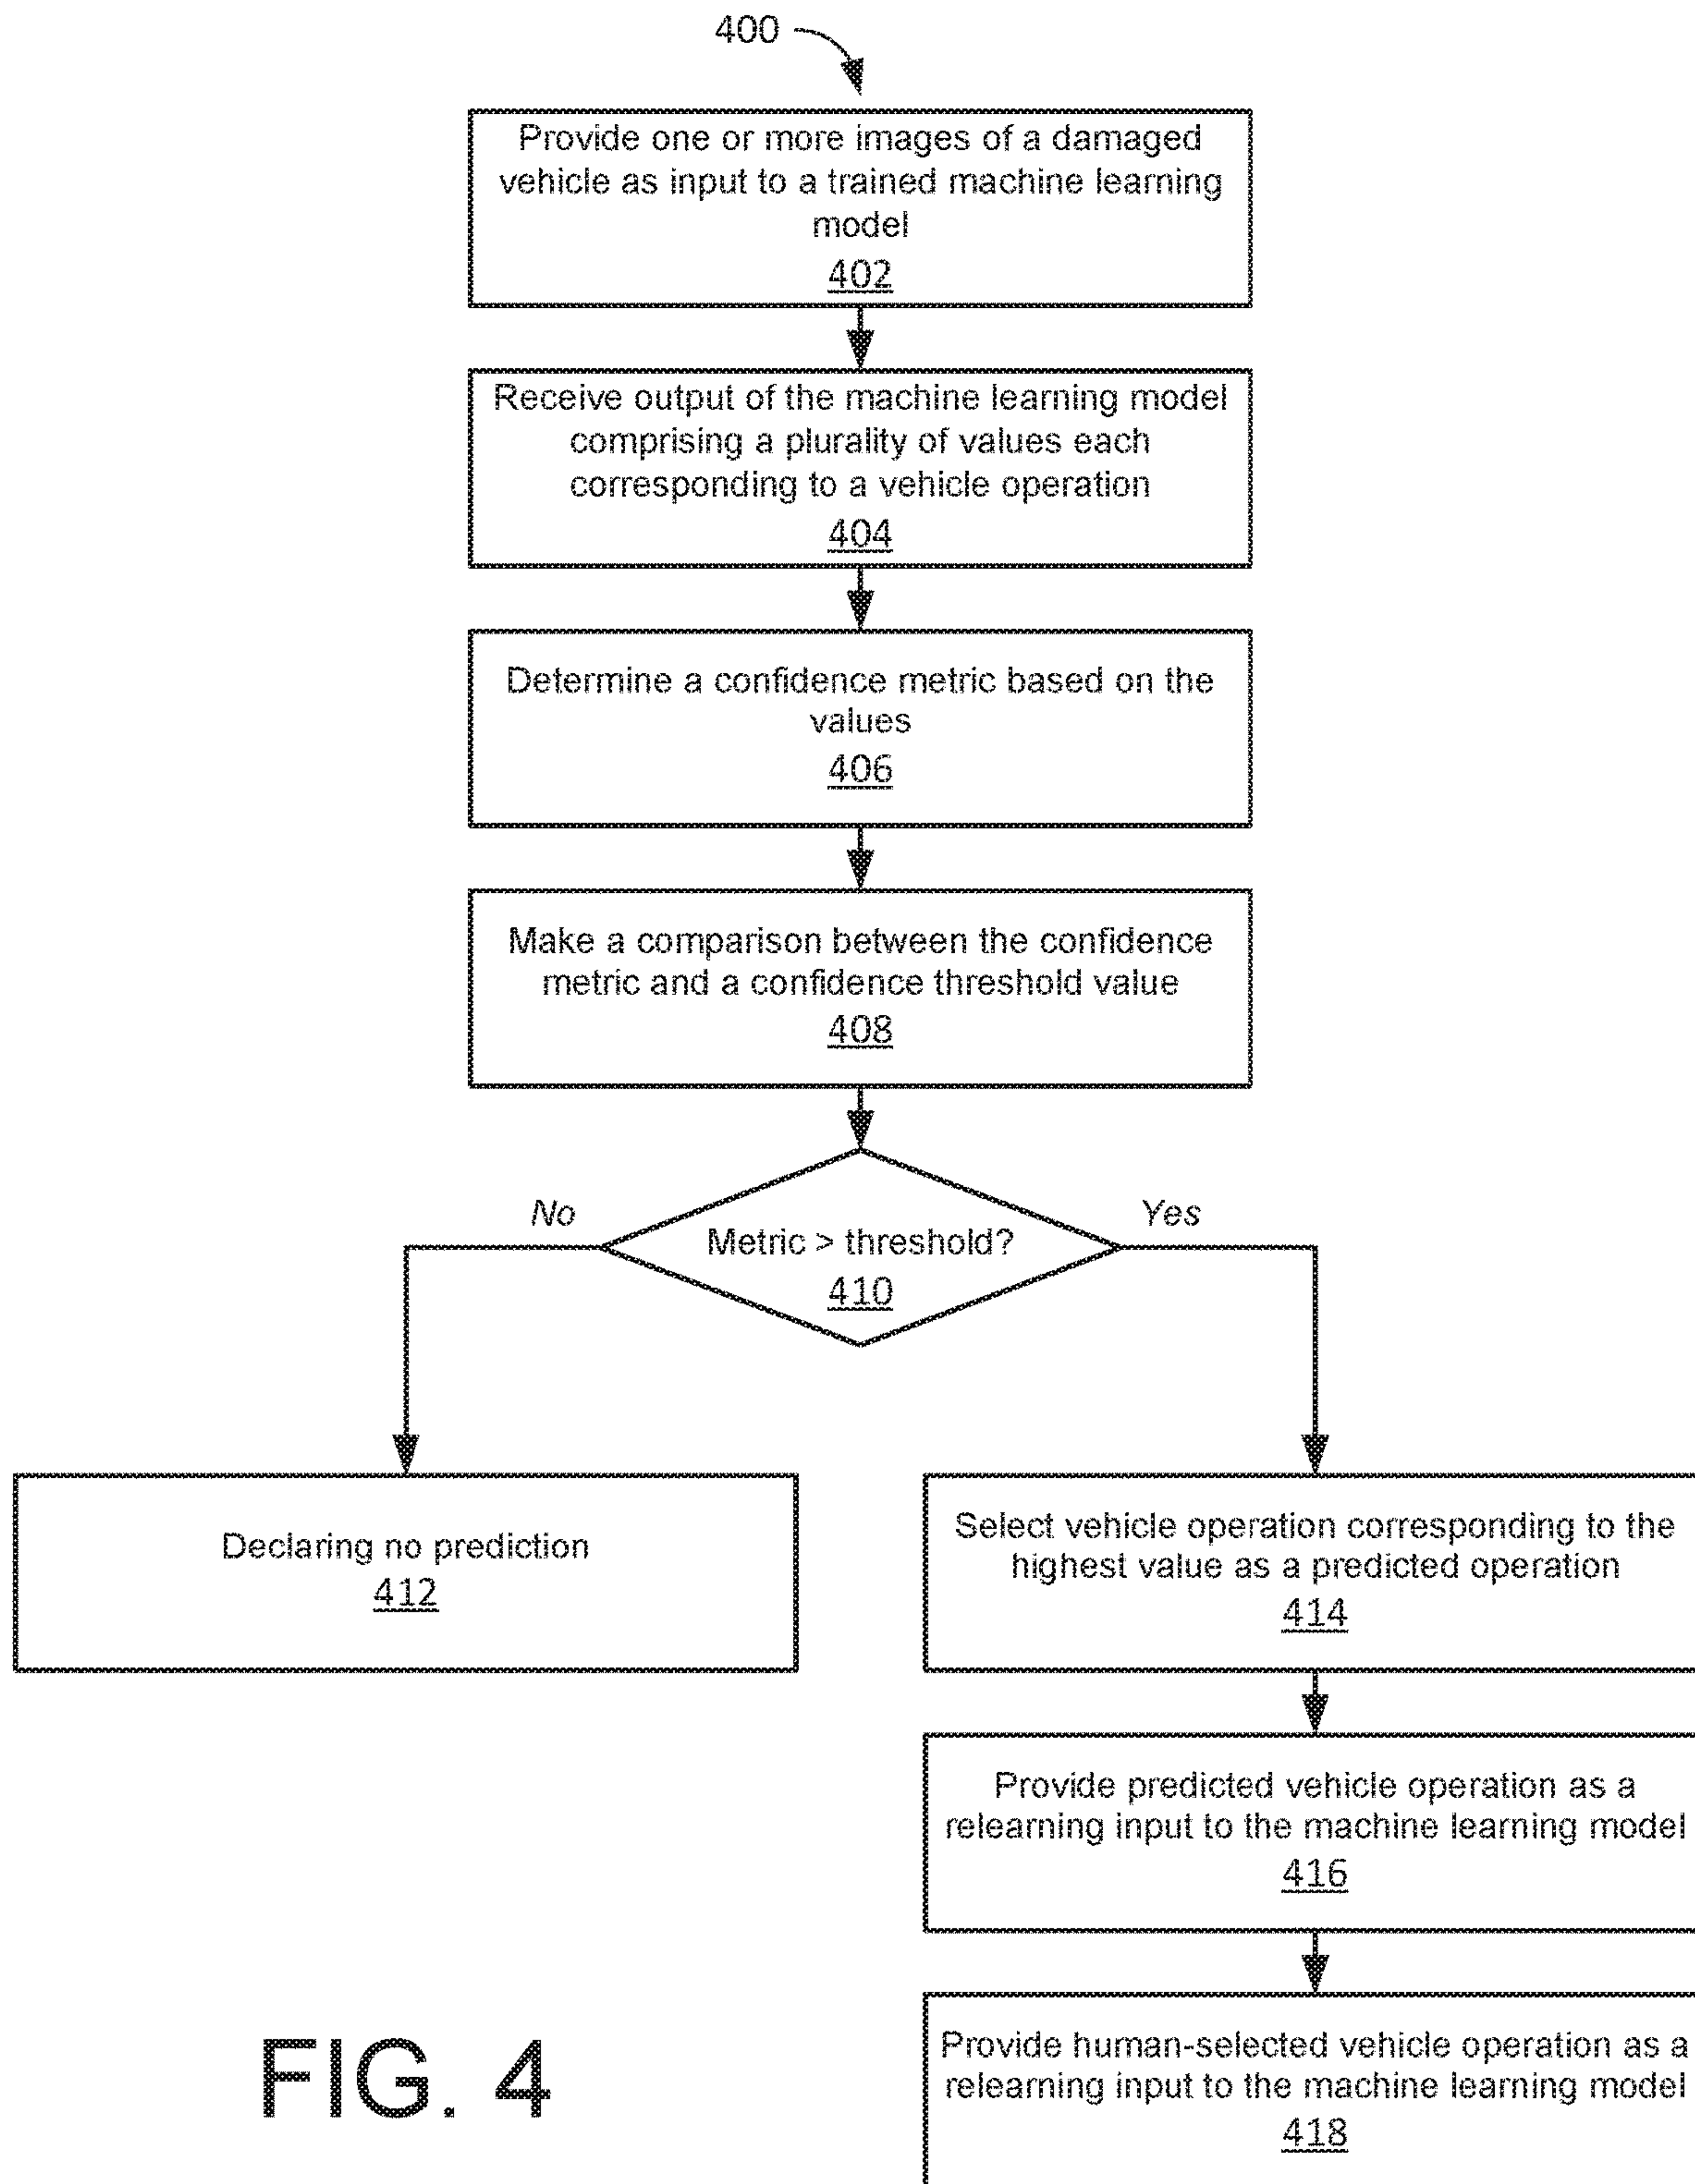 400
Provide one or more images of a damaged
vehicle as input to a trained machine learning
model
402
Receive output of the machine learning model
comprising a plurality of values each
corresponding to a vehicle operation
404
Determine a confidence metric based on the
values
406
Make a comparison between the confidence
metric and a confidence threshold value
408
No
Yes
Metric > threshold?
410
Declaring no prediction
412
Select vehicle operation corresponding to the
highest value as a predicted operation
414
Provide predicted vehicle operation as a
relearning input to the machine learning model
416
Provide human-selected vehicle operation as a
relearning input to the machine learning model
418
FIG. 4